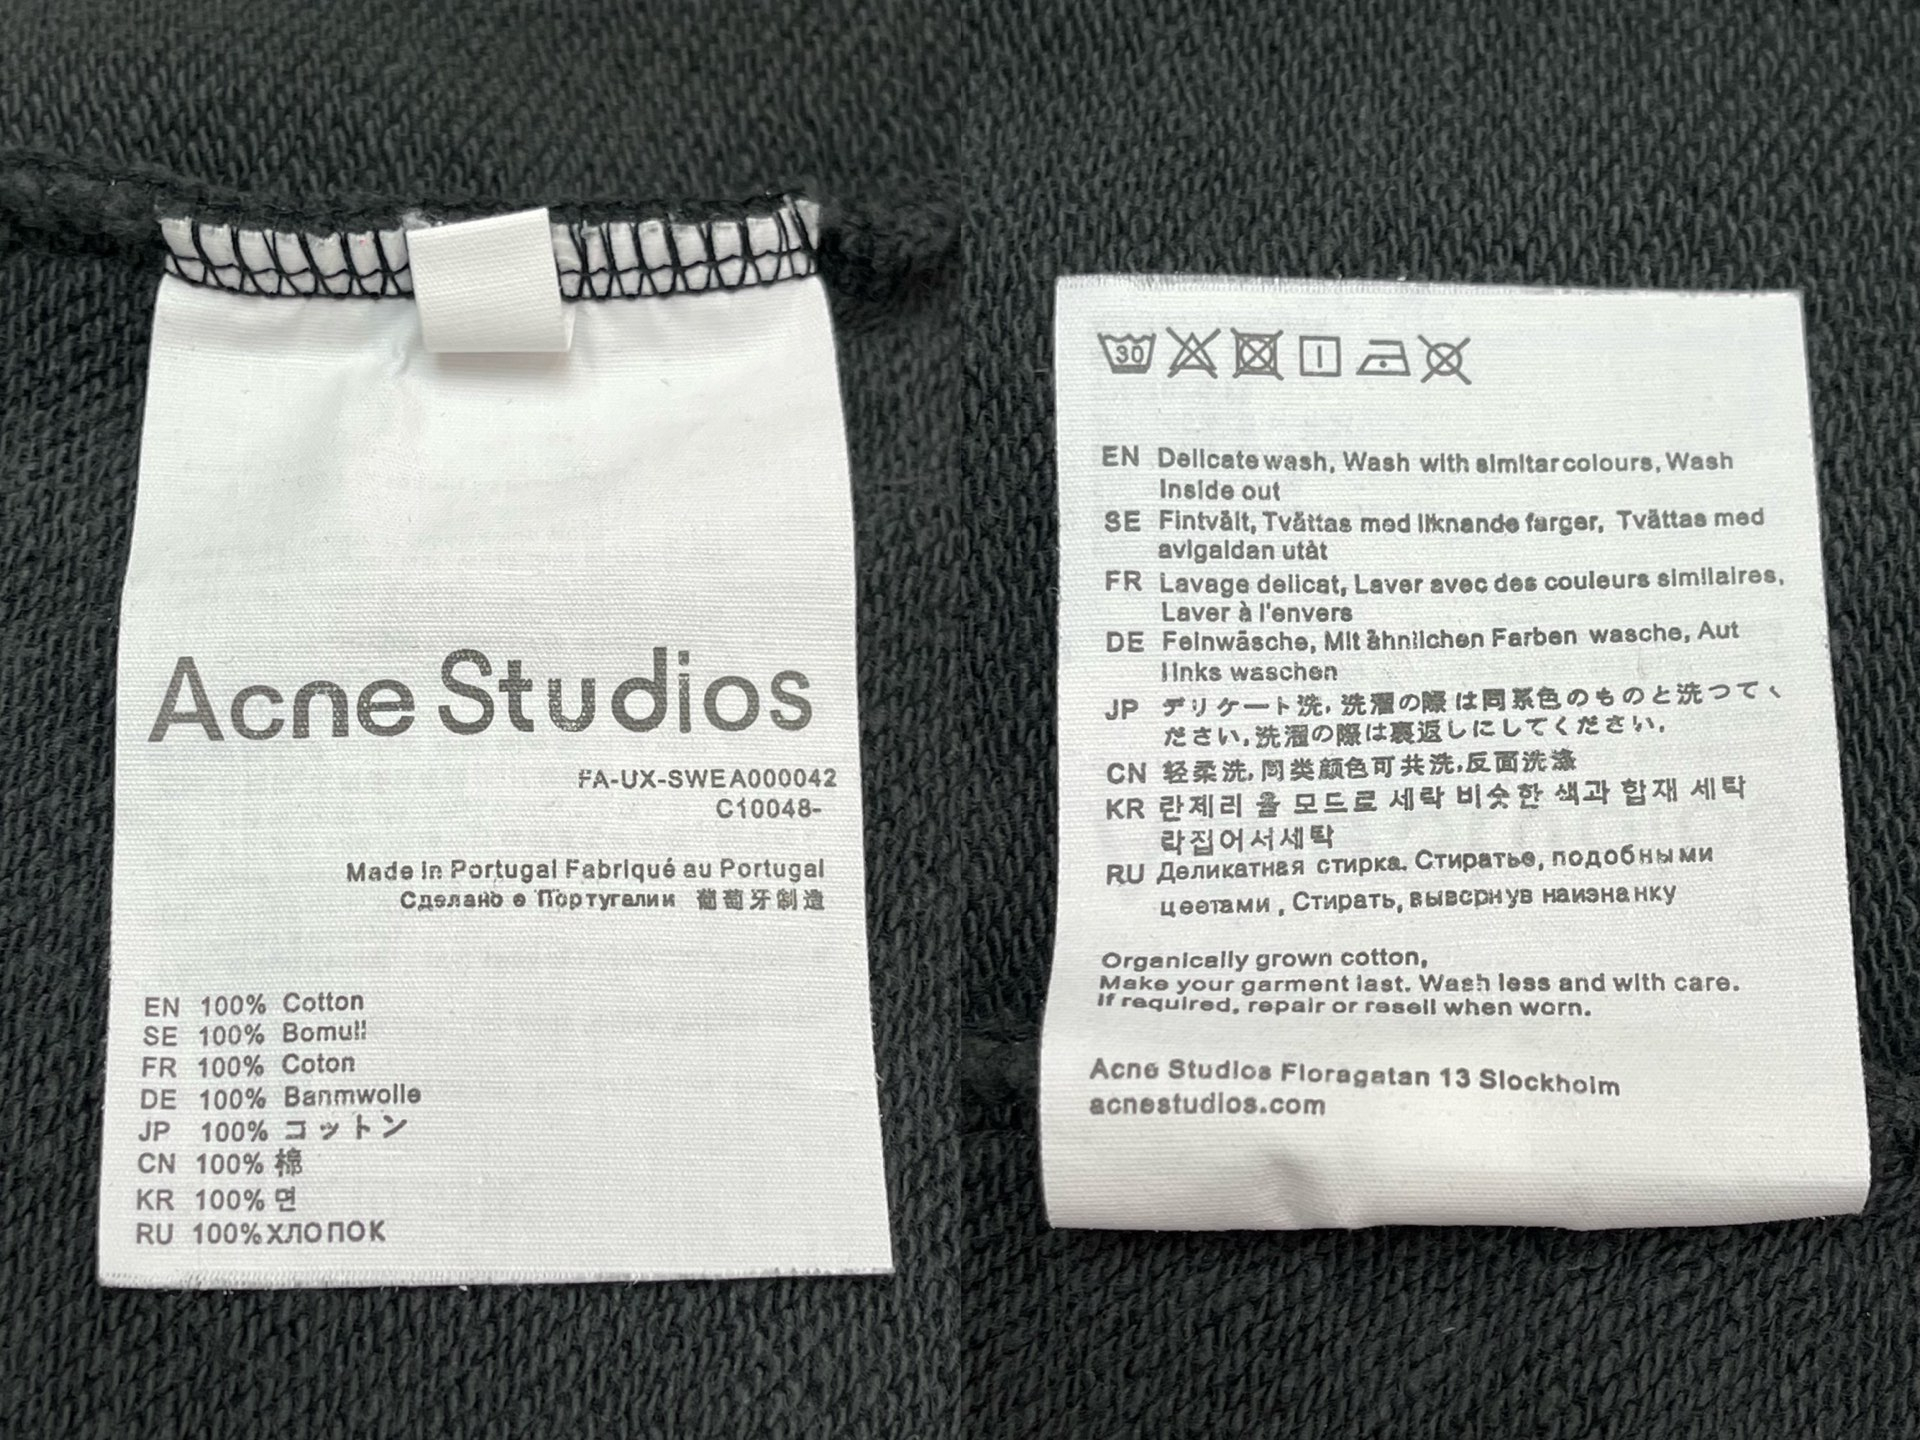 Acne Studios
FA-UX-SWEA000042
C10048-
Made in Portugal Fabriqué au Portugal
Сделано в Португалии 葡萄牙制造
EN 100% Cotton
SE 100% Bomull
FR 100% Coton
DE 100% Banmwolle
JP 100% コットン
CN 100% 棉
KR 100% 면
RU 100% ХЛОПОК
30
EN Delicate wash, Wash with simitar colours, Wash
Inside out
SE Fintvält, Tvättas med liknande farger, Tvättas med
avigaidan utàt
FR Lavage delicat, Laver avec des couleurs similaires,
Laver à l'envers
DE Feinwäsche, Mit ähnlichen Farben wasche, Aut
links waschen
JP デリケート洗, 洗濯の際は同系色のものと洗つてく
ださい, 洗濯の際は裏返しにしてください,
CN 轻柔洗, 同类颜色可共洗, 反面洗涤
KR 란제리 울 모드로 세락 비슷한 색과 합재 세탁
락집어서세탁
RU Деликатная стирка. Стиратье, подобными
цветами, Стирать, вывернув наизнанку
Organically grown cotton,
Make your garment last. Wash less and with care.
If required, repair or resell when worn.
Acne Studios Floragatan 13 Slockholm
acnestudios.com